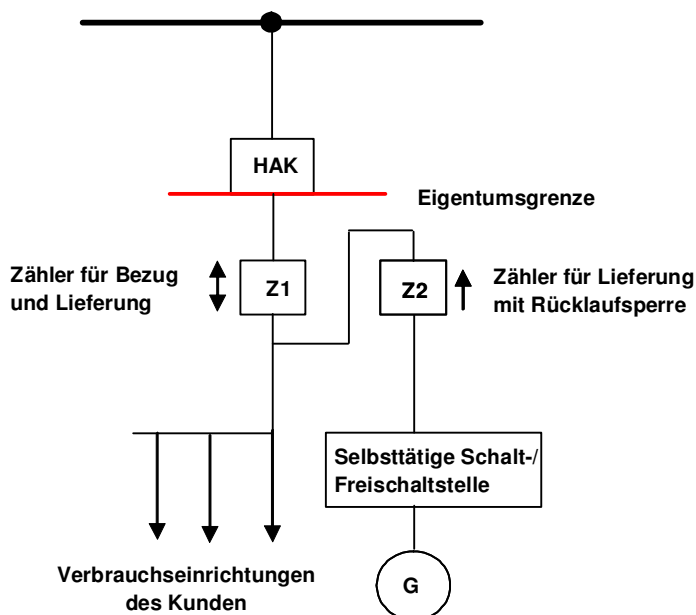 HAK
Eigentumsgrenze
Zähler für Bezug
und Lieferung
Z1
Z2
Zähler für Lieferung
mit Rücklaufsperre
Selbsttätige Schalt-/
Freischaltstelle
Verbrauchseinrichtungen
des Kunden
G